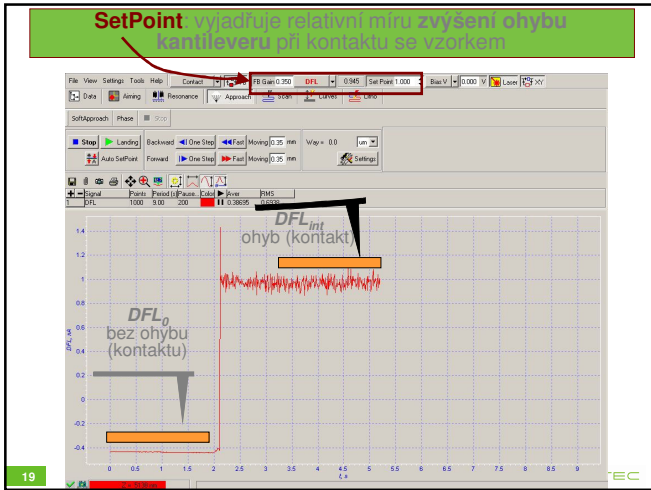 SetPoint: vyjadřuje relativní míru zvýšení ohybu
kantileveru při kontaktu se vzorkem
File View Settings Tools Help Contact FB Gain 0.350 DFL 0.945 Set Point 1.000 Bias V 0.000 V Laser XY
Data Aiming Resonance Approach Scan Curves Litho
SoftApproach Phase Stop
Stop Landing Backward One Step Fast Moving 0.35 mm Way= 0.0 um
Auto SetPoint Forward One Step Fast Moving 0.35 mm Settings
Signal Points Period (s) Pause.. Color Aver RMS
1 DFL 1000 9.00 200 0.38695 0.6938
DFLint
ohyb (kontakt)
DFL0
bez ohybu
(kontaktu)
DFL, nA
1.4
1.2
1
0.8
0.6
0.4
0.2
0
-0.2
-0.4
0 0.5 1 1.5 2 2.5 3 3.5 4 4.5 5 5.5 6 6.5 7 7.5 8 8.5 9
t, s
19